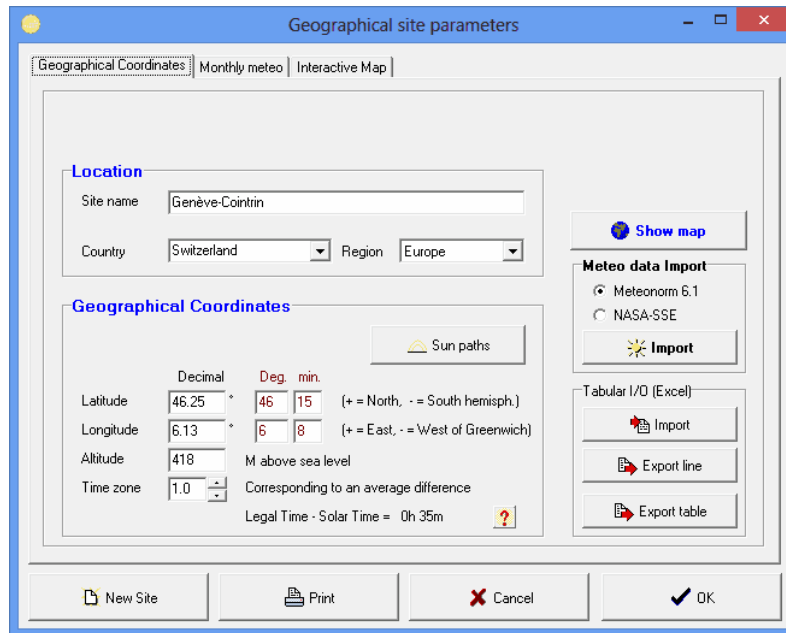 Geographical site parameters
Geographical Coordinates Monthly meteo Interactive Map
Location
Site name Genève-Cointrin
Country Switzerland Region Europe
Show map
Meteo data Import
Meteonorm 6.1
NASA-SSE
Import
Geographical Coordinates
Sun paths
Decimal Deg. min.
Latitude 46.25 ° 46 15 (+ = North, - = South hemisph.)
Longitude 6.13 ° 6 8 (+ = East, - = West of Greenwich)
Altitude 418 M above sea level
Time zone 1.0 Corresponding to an average difference
Legal Time - Solar Time = 0h 35m ?
Tabular I/O (Excel)
Import
Export line
Export table
New Site Print Cancel OK